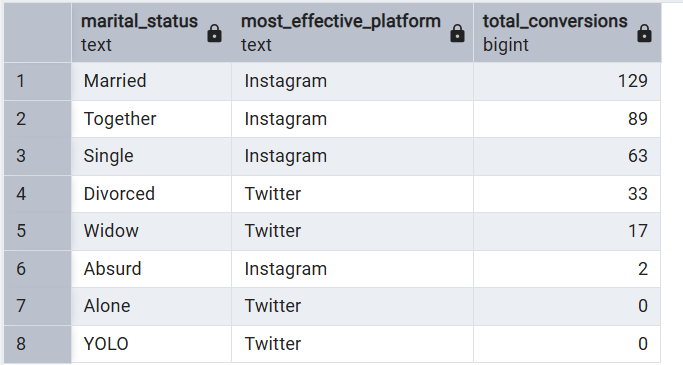 marital_status most_effective_platform total_conversions
text text bigint
1 Married Instagram 129
2 Together Instagram 89
3 Single Instagram 63
4 Divorced Twitter 33
5 Widow Twitter 17
6 Absurd Instagram 2
7 Alone Twitter 0
8 YOLO Twitter 0